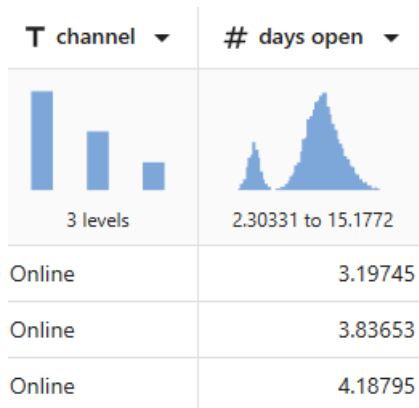 T channel # days open
3 levels 2.30331 to 15.1772
Online 3.19745
Online 3.83653
Online 4.18795